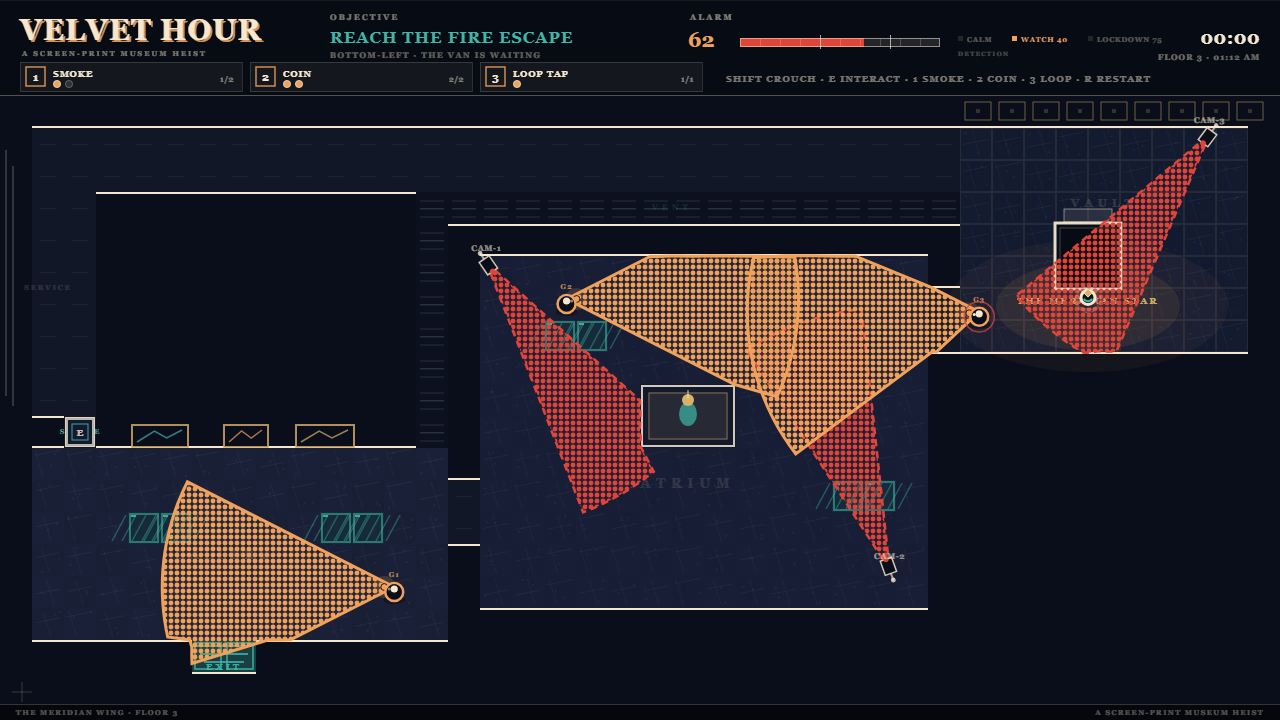 VELVET HOUR
A SCREEN-PRINT MUSEUM HEIST
OBJECTIVE
REACH THE FIRE ESCAPE
BOTTOM-LEFT · THE VAN IS WAITING
ALARM
62
CALM
WATCH 40
LOCKDOWN 75
DETECTION
00:00
FLOOR 3 · 01:12 AM
1 SMOKE 1/2
2 COIN 2/2
3 LOOP TAP 1/1
SHIFT CROUCH · E INTERACT · 1 SMOKE · 2 COIN · 3 LOOP · R RESTART
CAM-3
VENT
VAUL
CAM-1
G2
SERVICE
G3
E
ATRIUM
CAM-2
G1
EXIT
THE MERIDIAN WING · FLOOR 3
A SCREEN-PRINT MUSEUM HEIST